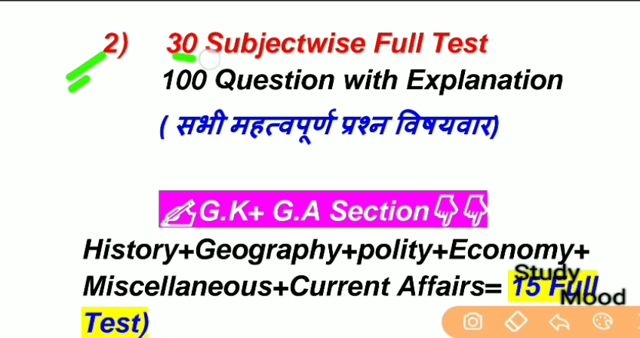 2) 30 Subjectwise Full Test
100 Question with Explanation
( सभी महत्वपूर्ण प्रश्न विषयवार)
✍G.K+ G.A Section👇👇
History+Geography+polity+Economy+
Miscellaneous+Current Affairs= 15 Full
Test)
Study
Mood